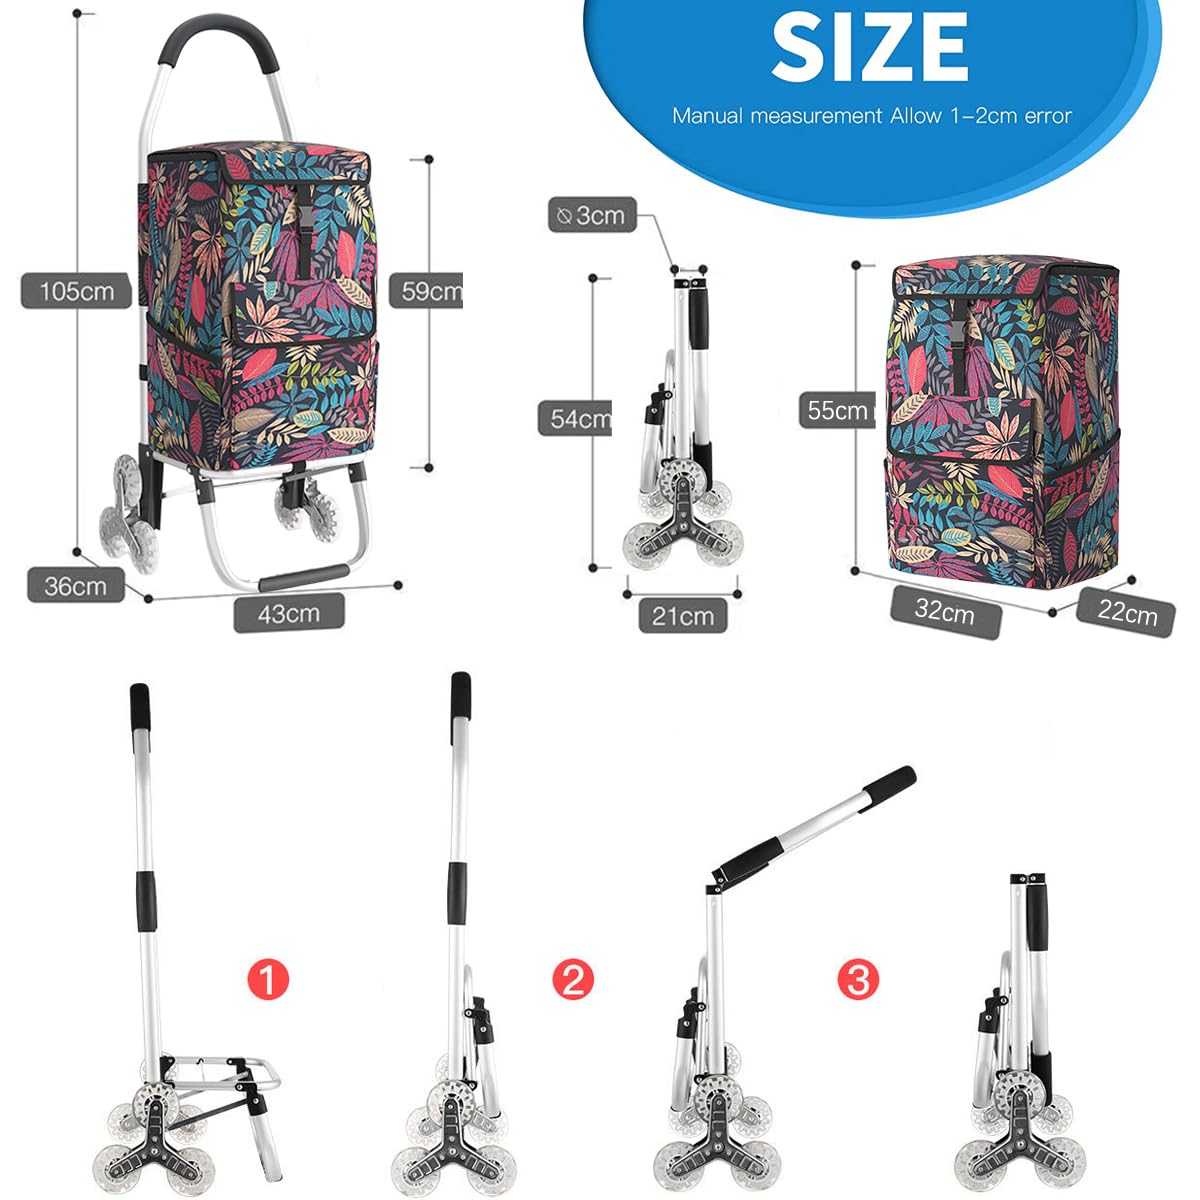 SIZE
Manual measurement Allow 1-2cm error
105cm
59cm
36cm
43cm
⌀ 3cm
54cm
21cm
55cm
32cm
22cm
1
2
3